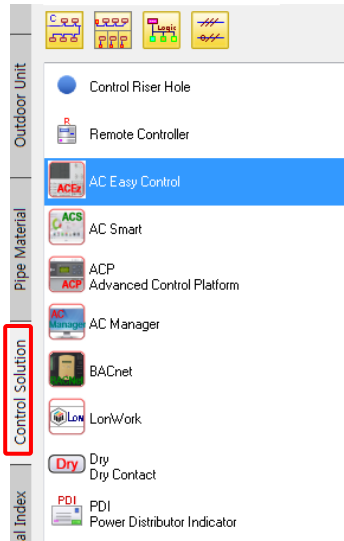 C
Logic
Outdoor Unit
Pipe Material
Control Solution
al Index
Control Riser Hole
R
Remote Controller
ACEz
AC Easy Control
ACS
AC Smart
ACP
ACP
Advanced Control Platform
AC
Manager
AC Manager
BACnet
LON
LonWork
Dry
Dry
Dry Contact
PDI
PDI
Power Distributor Indicator